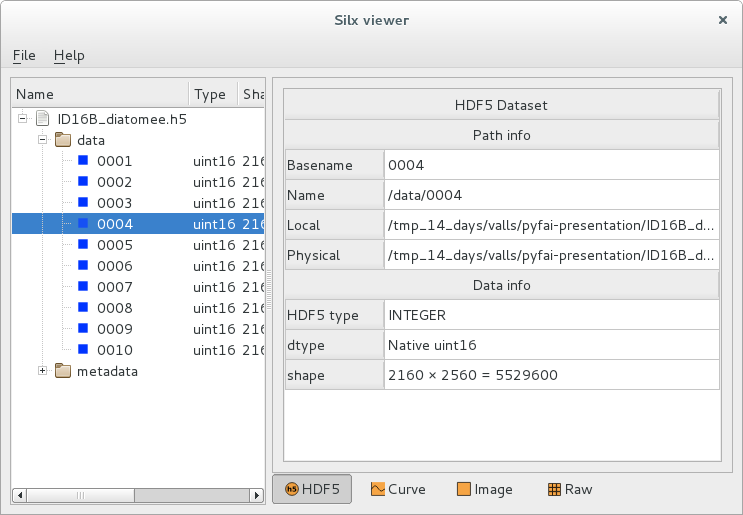 Silx viewer
File Help
Name Type Sha
ID16B_diatomee.h5
data
0001 uint16 216
0002 uint16 216
0003 uint16 216
0004 uint16 216
0005 uint16 216
0006 uint16 216
0007 uint16 216
0008 uint16 216
0009 uint16 216
0010 uint16 216
metadata
HDF5 Dataset
Path info
Basename 0004
Name /data/0004
Local /tmp_14_days/valls/pyfai-presentation/ID16B_d...
Physical /tmp_14_days/valls/pyfai-presentation/ID16B_d...
Data info
HDF5 type INTEGER
dtype Native uint16
shape 2160 × 2560 = 5529600
h5 HDF5 Curve Image Raw